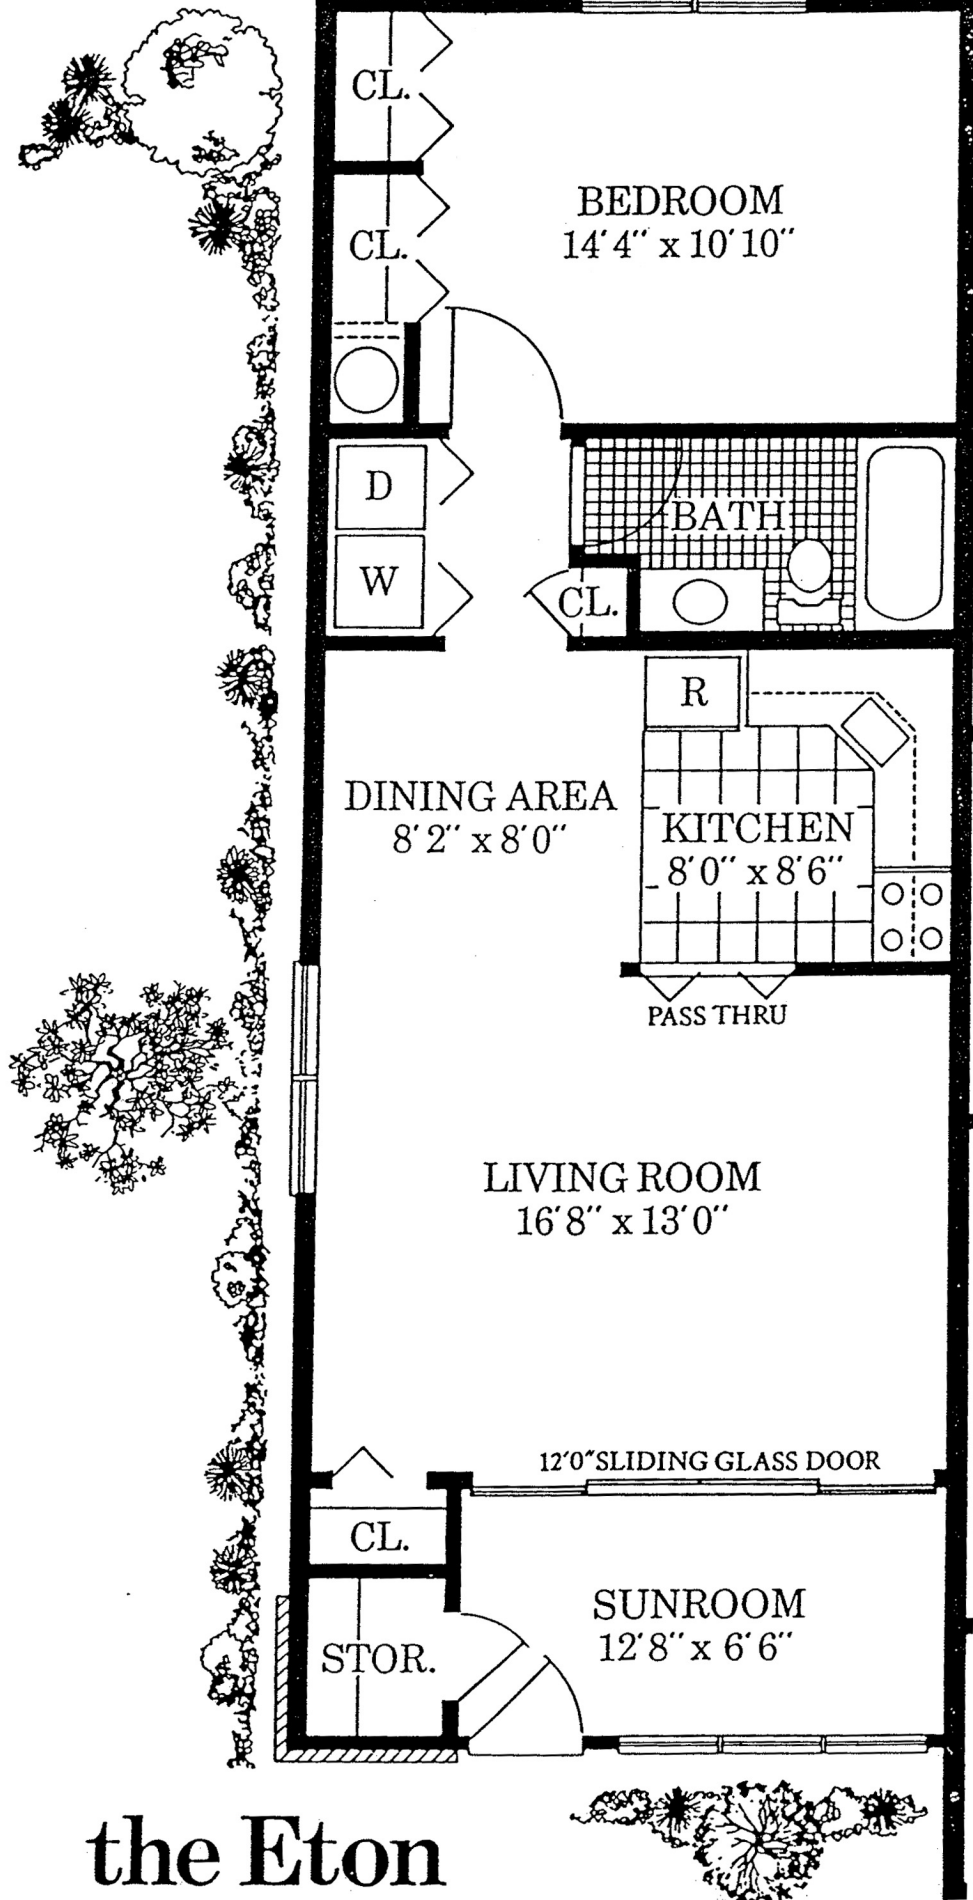 CL.
BEDROOM
14'4" x 10'10"
CL.
D
BATH
W
CL.
R
DINING AREA
8'2" x 8'0"
KITCHEN
8'0" x 8'6"
PASS THRU
LIVING ROOM
16'8" x 13'0"
12'0" SLIDING GLASS DOOR
CL.
SUNROOM
12'8" x 6'6"
STOR.
the Eton